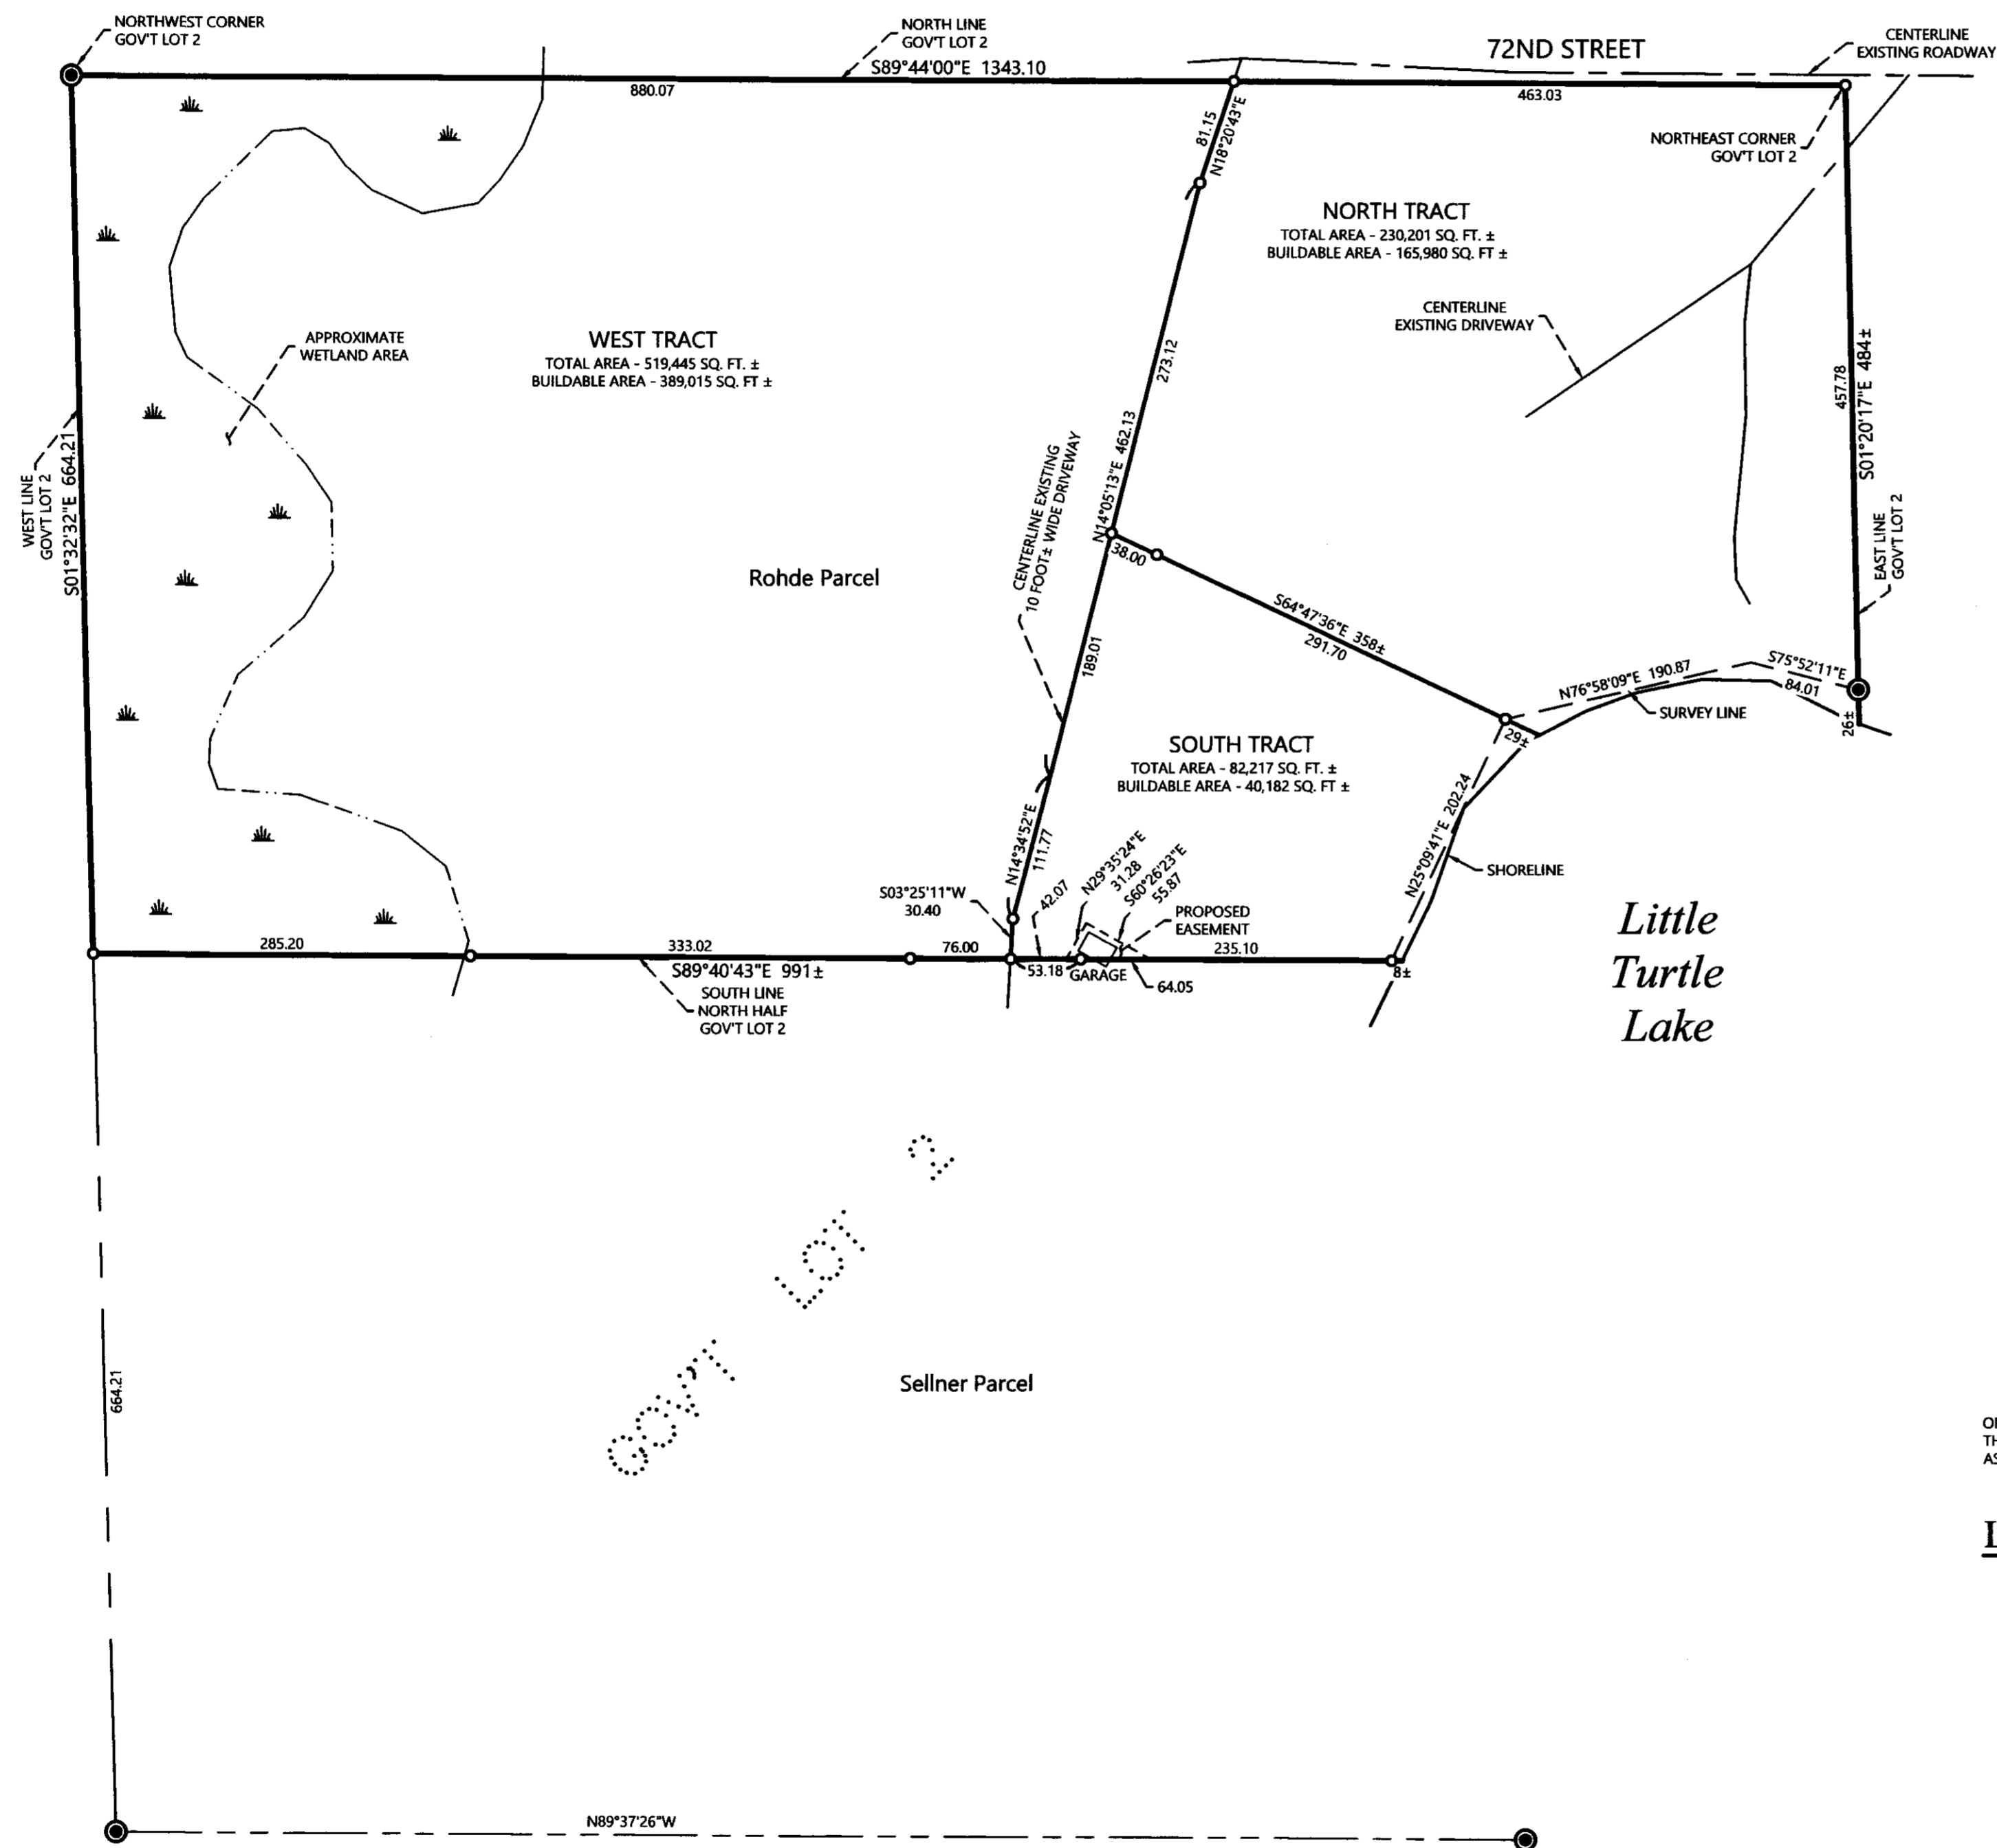 NORTHWEST CORNER
GOV'T LOT 2
NORTH LINE
GOV'T LOT 2
S89°44'00"E 1343.10
72ND STREET
CENTERLINE
EXISTING ROADWAY
880.07
463.03
81.15
N18°20'43"E
NORTHEAST CORNER
GOV'T LOT 2
NORTH TRACT
TOTAL AREA - 230,201 SQ. FT. ±
BUILDABLE AREA - 165,980 SQ. FT ±
CENTERLINE
EXISTING DRIVEWAY
APPROXIMATE
WETLAND AREA
WEST TRACT
TOTAL AREA - 519,445 SQ. FT. ±
BUILDABLE AREA - 389,015 SQ. FT ±
273.12
457.78
S01°20'17"E 484±
WEST LINE
GOV'T LOT 2
S01°32'32"E 664.21
CENTERLINE EXISTING
10 FOOT± WIDE DRIVEWAY
N14°05'13"E 462.13
38.00
EAST LINE
GOV'T LOT 2
Rohde Parcel
S64°47'36"E 358±
291.70
189.01
N76°58'09"E 190.87
S75°52'11"E
84.01
26±
SURVEY LINE
29±
SOUTH TRACT
TOTAL AREA - 82,217 SQ. FT. ±
BUILDABLE AREA - 40,182 SQ. FT ±
N14°34'52"E
111.77
N25°09'41"E 202.24
SHORELINE
S03°25'11"W
30.40
42.07
N29°35'24"E
31.28
S60°26'23"E
55.87
PROPOSED
EASEMENT
285.20
333.02
76.00
235.10
S89°40'43"E 991±
53.18
GARAGE
64.05
8±
SOUTH LINE
NORTH HALF
GOV'T LOT 2
Little
Turtle
Lake
GOV'T LOT 2
Sellner Parcel
664.21
N89°37'26"W